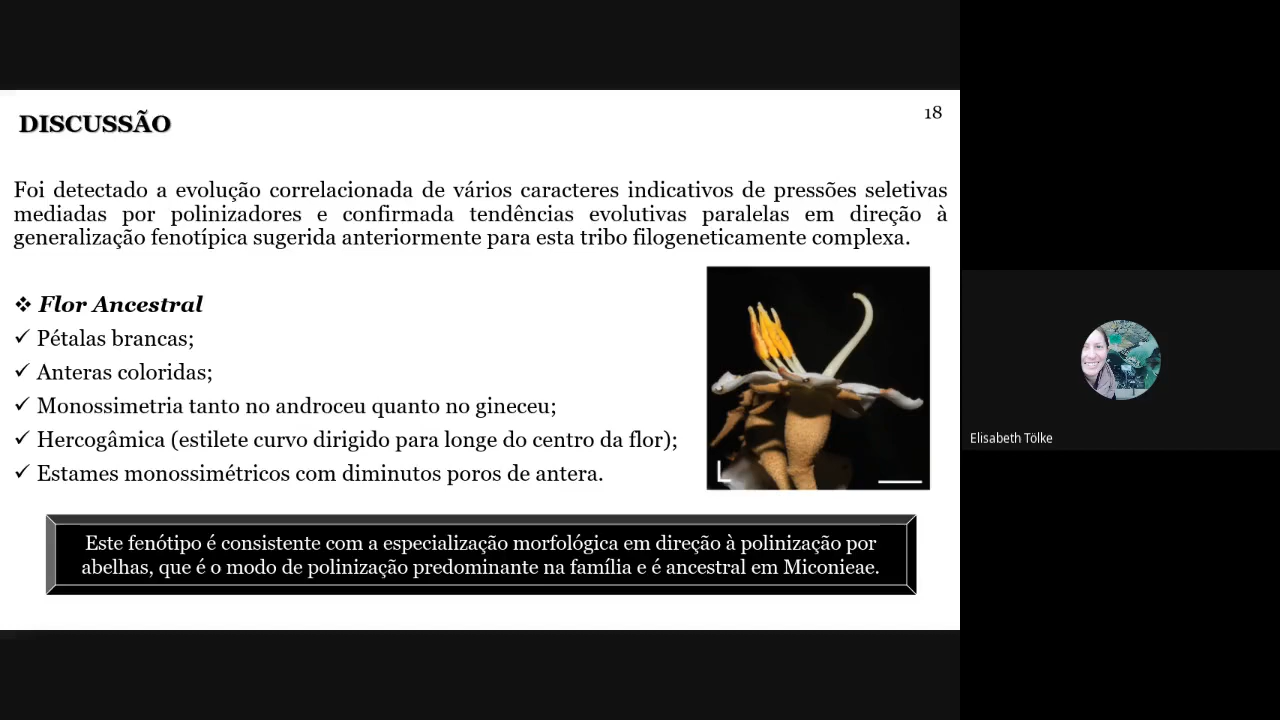 DISCUSSÃO
18
Foi detectado a evolução correlacionada de vários caracteres indicativos de pressões seletivas
mediadas por polinizadores e confirmada tendências evolutivas paralelas em direção à
generalização fenotípica sugerida anteriormente para esta tribo filogeneticamente complexa.
❖ Flor Ancestral
✓ Pétalas brancas;
✓ Anteras coloridas;
✓ Monossimetria tanto no androceu quanto no gineceu;
✓ Hercogâmica (estilete curvo dirigido para longe do centro da flor);
✓ Estames monossimétricos com diminutos poros de antera.
L
Este fenótipo é consistente com a especialização morfológica em direção à polinização por
abelhas, que é o modo de polinização predominante na família e é ancestral em Miconieae.
Elisabeth Tölke